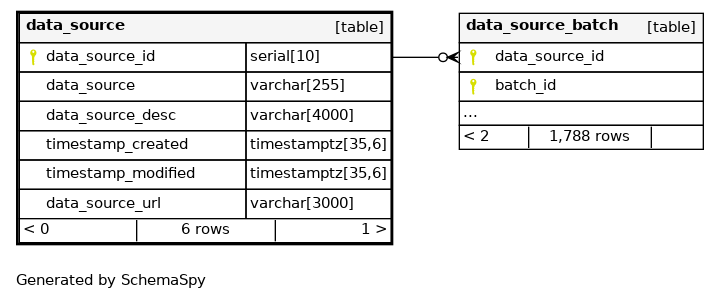 data_source [table]
data_source_id serial[10]
data_source varchar[255]
data_source_desc varchar[4000]
timestamp_created timestamptz[35,6]
timestamp_modified timestamptz[35,6]
data_source_url varchar[3000]
< 0 6 rows 1 >
data_source_batch [table]
data_source_id
batch_id
...
< 2 1,788 rows
Generated by SchemaSpy